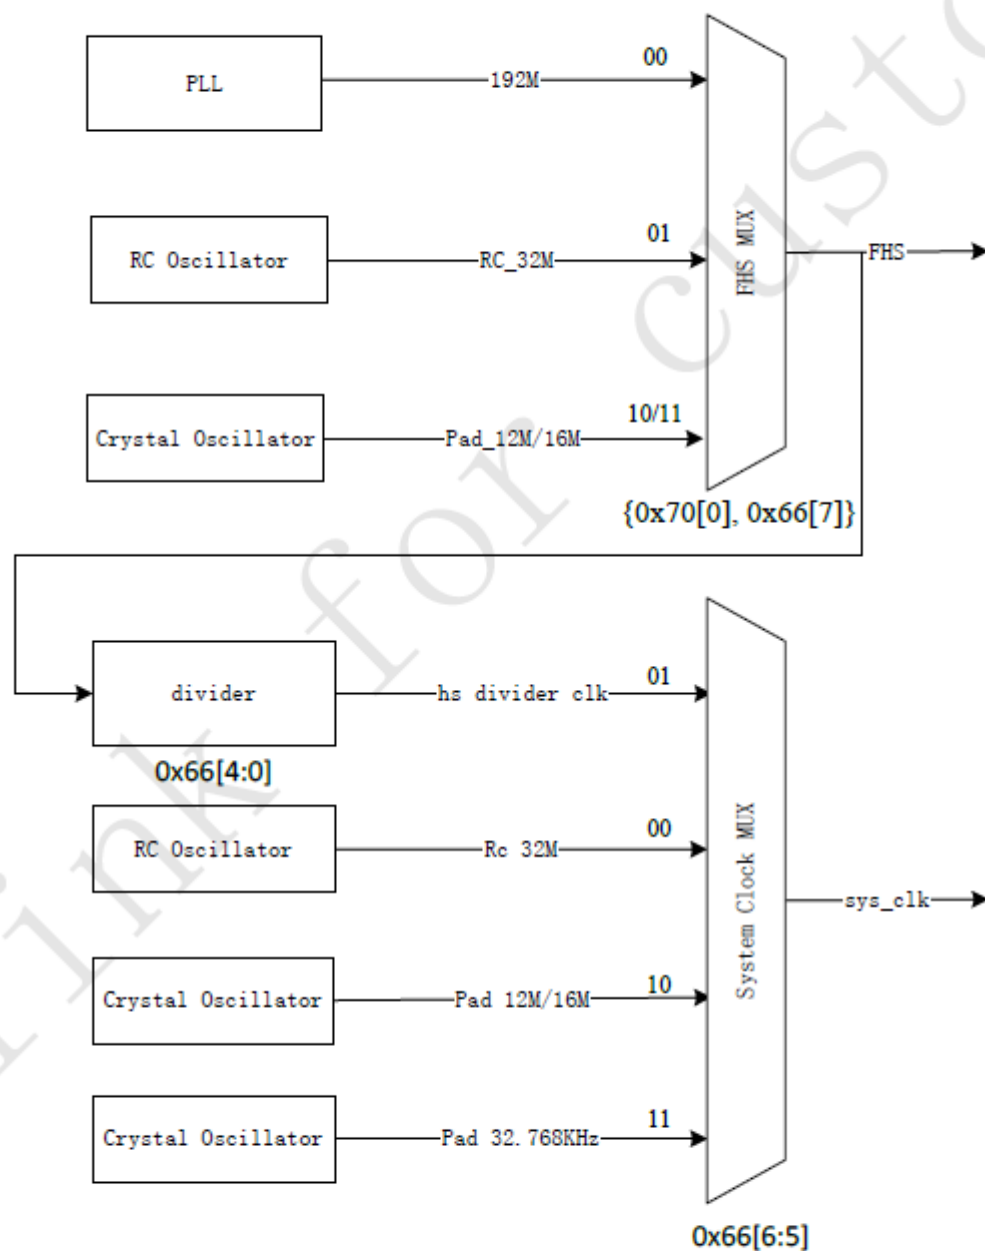 PLL
192M
00
RC Oscillator
RC_32M
01
FHS MUX
FHS
Crystal Oscillator
Pad_12M/16M
10/11
{0x70[0], 0x66[7]}
divider
hs divider clk
01
0x66[4:0]
RC Oscillator
Rc 32M
00
System Clock MUX
sys_clk
Crystal Oscillator
Pad 12M/16M
10
Crystal Oscillator
Pad 32.768KHz
11
0x66[6:5]